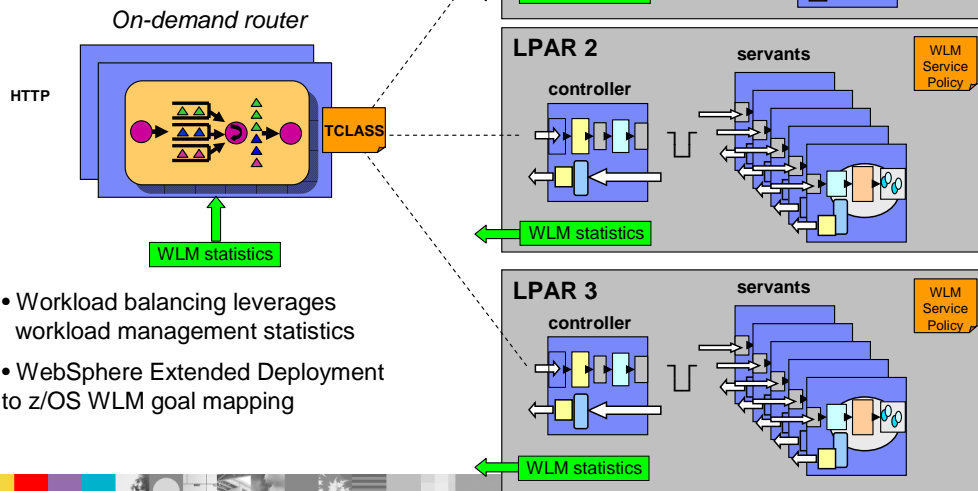 On-demand router
HTTP
TCLASS
WLM statistics
• Workload balancing leverages
workload management statistics
• WebSphere Extended Deployment
to z/OS WLM goal mapping
LPAR 2
servants
controller
WLM
Service
Policy
WLM statistics
LPAR 3
servants
controller
WLM
Service
Policy
WLM statistics